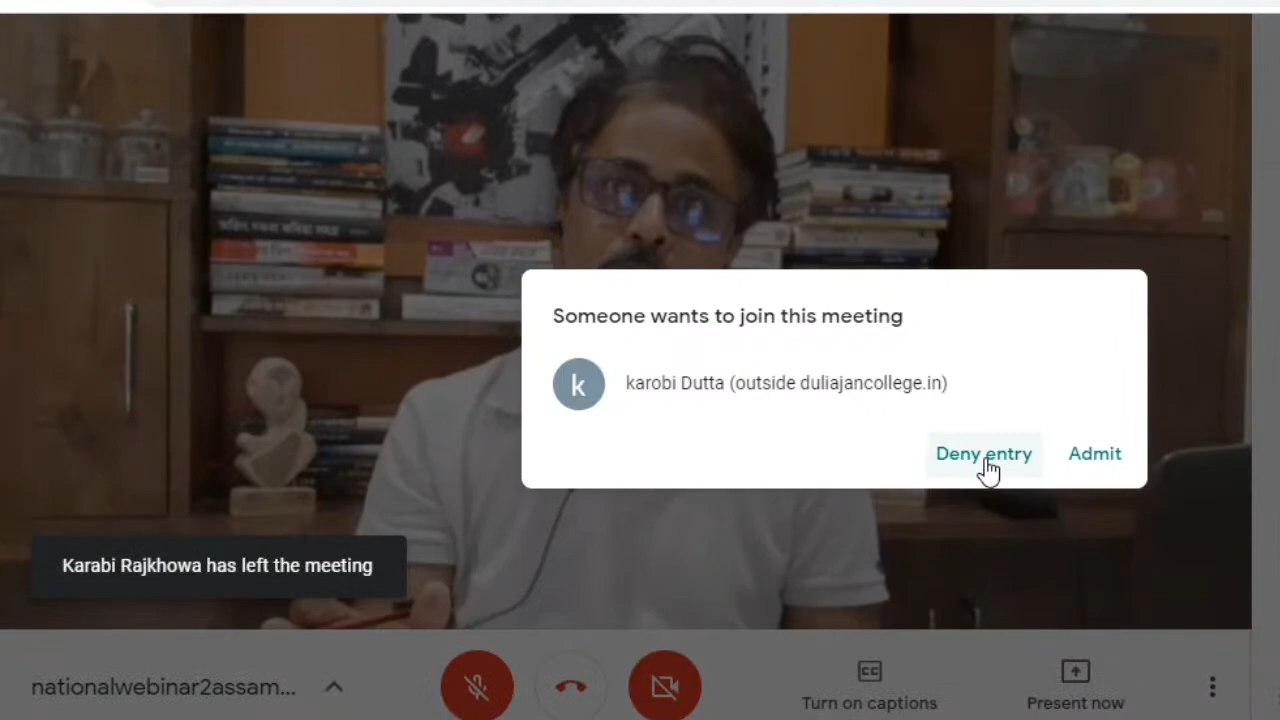 Someone wants to join this meeting
k
karobi Dutta (outside duliajancollege.in)
Deny entry
Admit
Karabi Rajkhowa has left the meeting
nationalwebinar2assam...
CC
Turn on captions
Present now